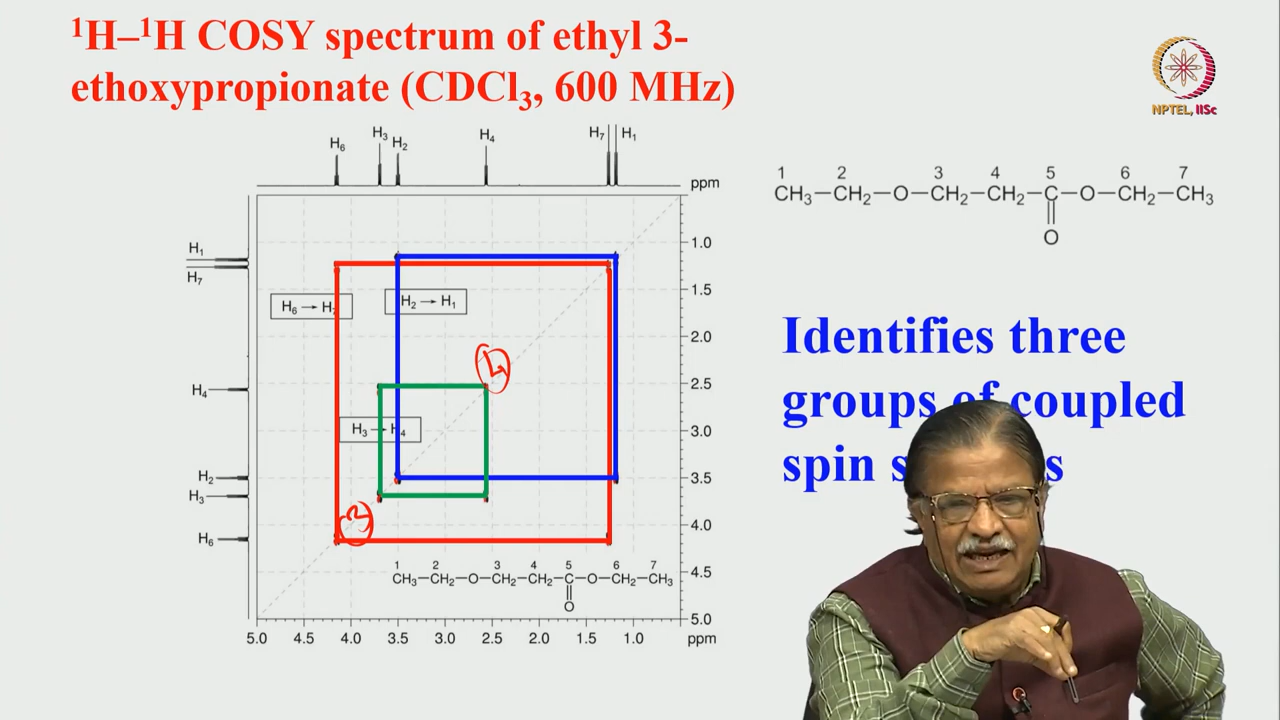 ¹H–¹H COSY spectrum of ethyl 3-
ethoxypropionate (CDCl₃, 600 MHz)
NPTEL, IISc
H₆ H₃ H₂ H₄ H₇ H₁
ppm
1 2 3 4 5 6 7
CH₃–CH₂–O–CH₂–CH₂–C–O–CH₂–CH₃
O
H₁
H₇
H₄
H₂
H₃
H₆
H₆ → H₇
H₂ → H₁
H₃ → H₄
4
3
1.0
1.5
2.0
2.5
3.0
3.5
4.0
4.5
5.0
1 2 3 4 5 6 7
CH₃–CH₂–O–CH₂–CH₂–C–O–CH₂–CH₃
O
5.0 4.5 4.0 3.5 3.0 2.5 2.0 1.5 1.0 ppm
Identifies three
groups of coupled
spin